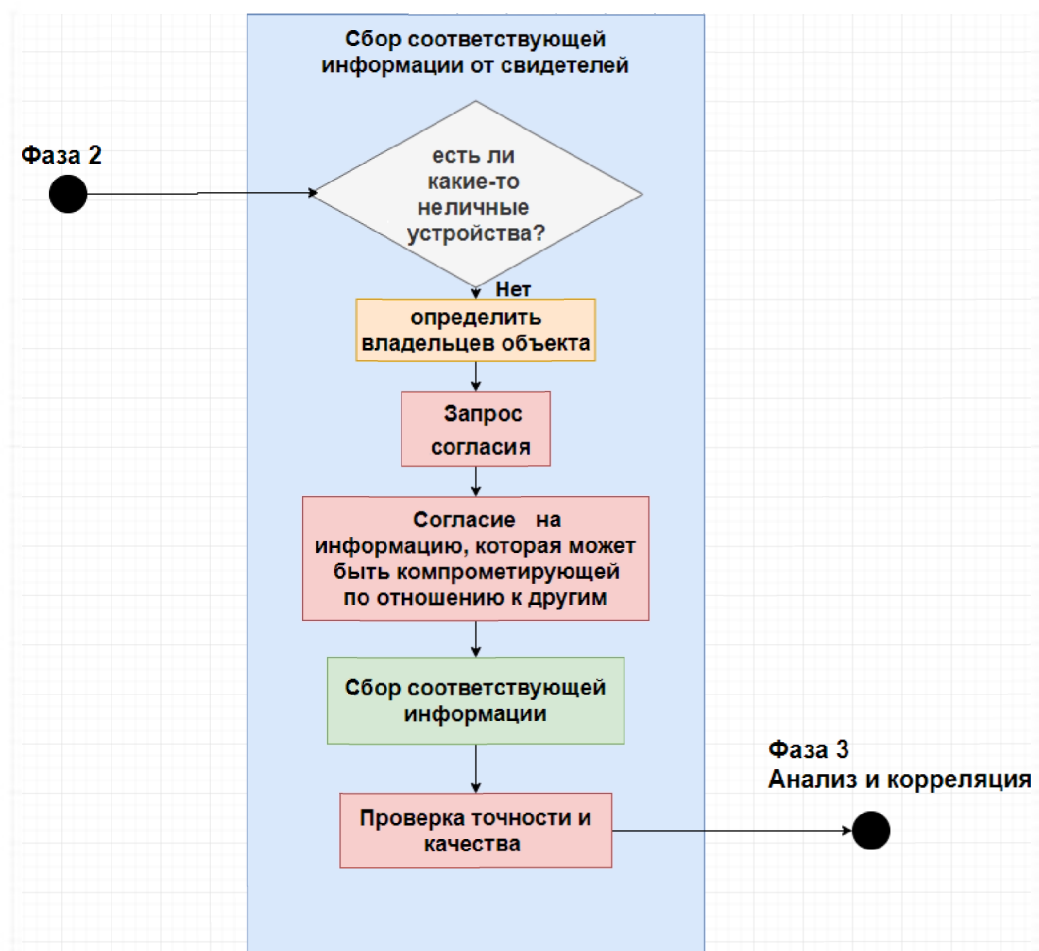 Сбор соответствующей
информации от свидетелей
Фаза 2
есть ли
какие-то
неличные
устройства?
Нет
определить
владельцев объекта
Запрос
согласия
Согласие на
информацию, которая может
быть компрометирующей
по отношению к другим
Сбор соответствующей
информации
Проверка точности и
качества
Фаза 3
Анализ и корреляция